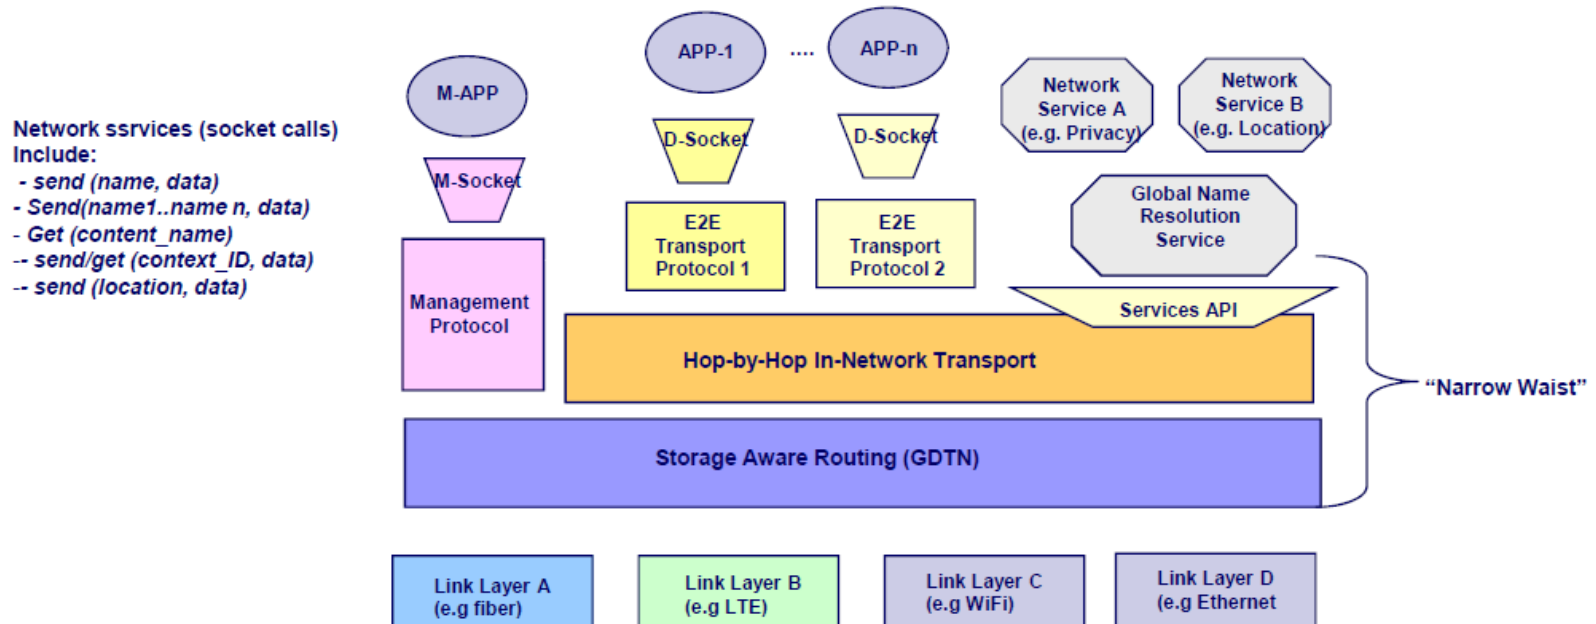 Network ssrvices (socket calls)
Include:
- send (name, data)
- Send(name1..name n, data)
- Get (content_name)
-- send/get (context_ID, data)
-- send (location, data)
M-APP
M-Socket
Management
Protocol
APP-1
....
APP-n
D-Socket
D-Socket
E2E
Transport
Protocol 1
E2E
Transport
Protocol 2
Network
Service A
(e.g. Privacy)
Network
Service B
(e.g. Location)
Global Name
Resolution
Service
Services API
Hop-by-Hop In-Network Transport
"Narrow Waist"
Storage Aware Routing (GDTN)
Link Layer A
(e.g fiber)
Link Layer B
(e.g LTE)
Link Layer C
(e.g WiFi)
Link Layer D
(e.g Ethernet